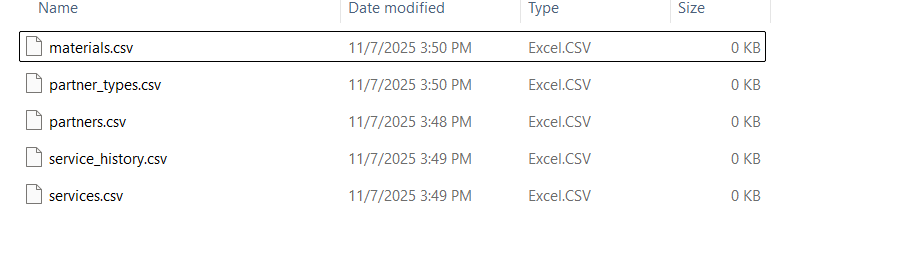 Name Date modified Type Size
materials.csv 11/7/2025 3:50 PM Excel.CSV 0 KB
partner_types.csv 11/7/2025 3:50 PM Excel.CSV 0 KB
partners.csv 11/7/2025 3:48 PM Excel.CSV 0 KB
service_history.csv 11/7/2025 3:49 PM Excel.CSV 0 KB
services.csv 11/7/2025 3:49 PM Excel.CSV 0 KB